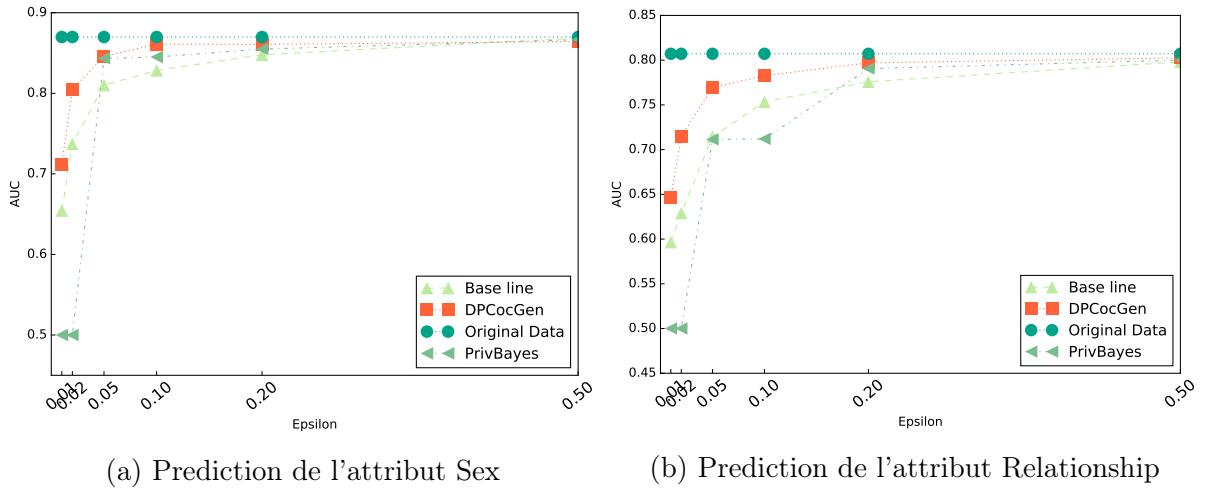 0.9
0.8
0.7
0.6
0.5
AUC
0.01
0.02
0.05
0.10
0.20
0.50
Epsilon
Base line
DPCocGen
Original Data
PrivBayes
(a) Prediction de l'attribut Sex
0.85
0.80
0.75
0.70
0.65
0.60
0.55
0.50
0.45
AUC
0.01
0.02
0.05
0.10
0.20
0.50
Epsilon
Base line
DPCocGen
Original Data
PrivBayes
(b) Prediction de l'attribut Relationship